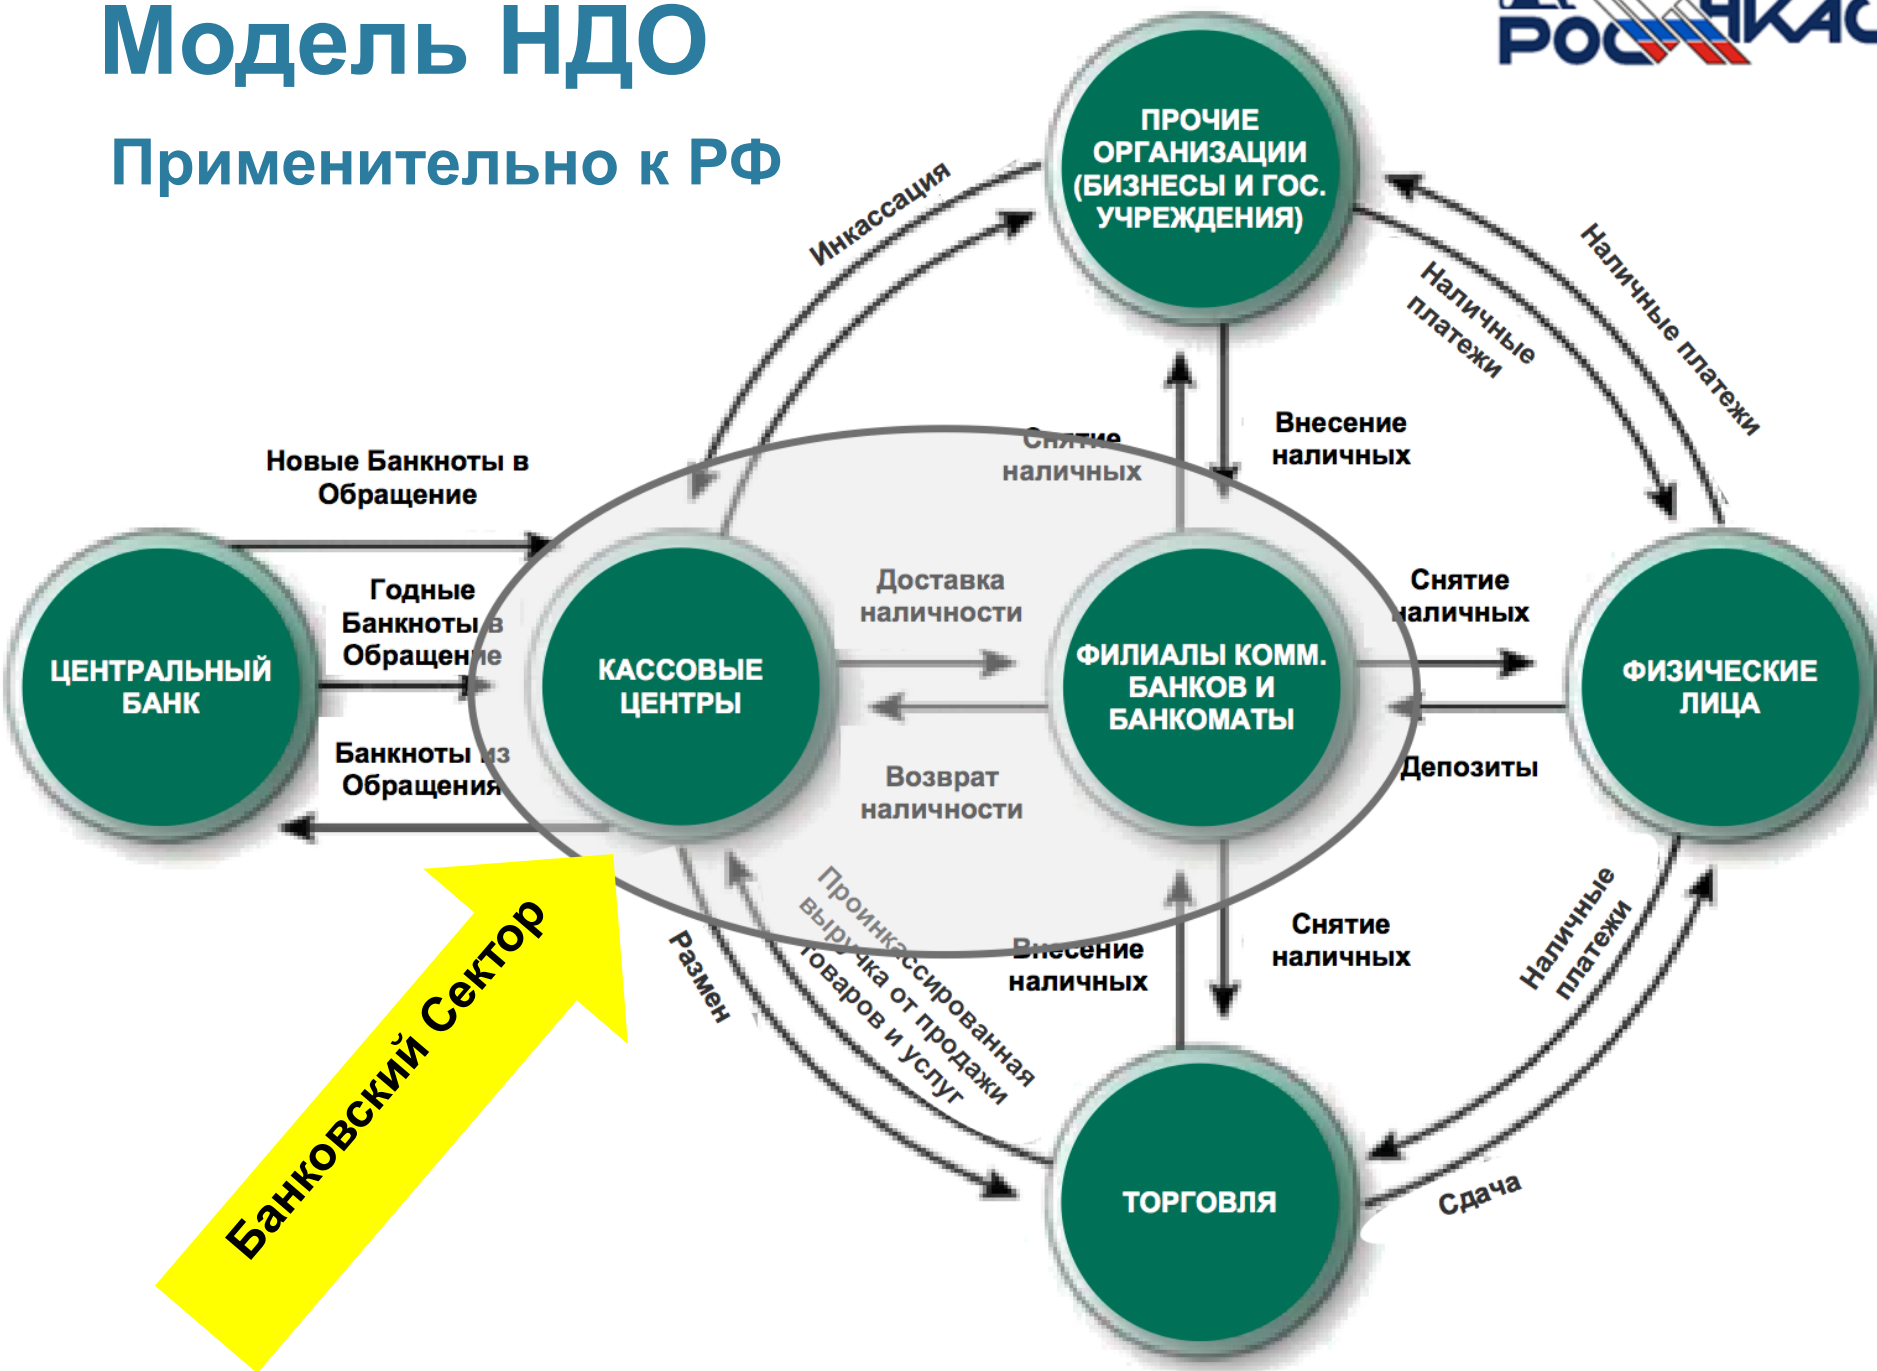 Модель НДО
Применительно к РФ
ПРОЧИЕ
ОРГАНИЗАЦИИ
(БИЗНЕСЫ И ГОС.
УЧРЕЖДЕНИЯ)
Инкассация
Наличные
платежи
Наличные платежи
Снятие
наличных
Внесение
наличных
Новые Банкноты в
Обращение
Годные
Банкноты в
Обращение
Банкноты из
Обращения
ЦЕНТРАЛЬНЫЙ
БАНК
КАССОВЫЕ
ЦЕНТРЫ
Доставка
наличности
Возврат
наличности
ФИЛИАЛЫ КОММ.
БАНКОВ И
БАНКОМАТЫ
Снятие
наличных
Депозиты
ФИЗИЧЕСКИЕ
ЛИЦА
Банковский Сектор
Размен
Проинкассированная
выручка от продажи
товаров и услуг
Внесение
наличных
Снятие
наличных
Наличные
платежи
Сдача
ТОРГОВЛЯ